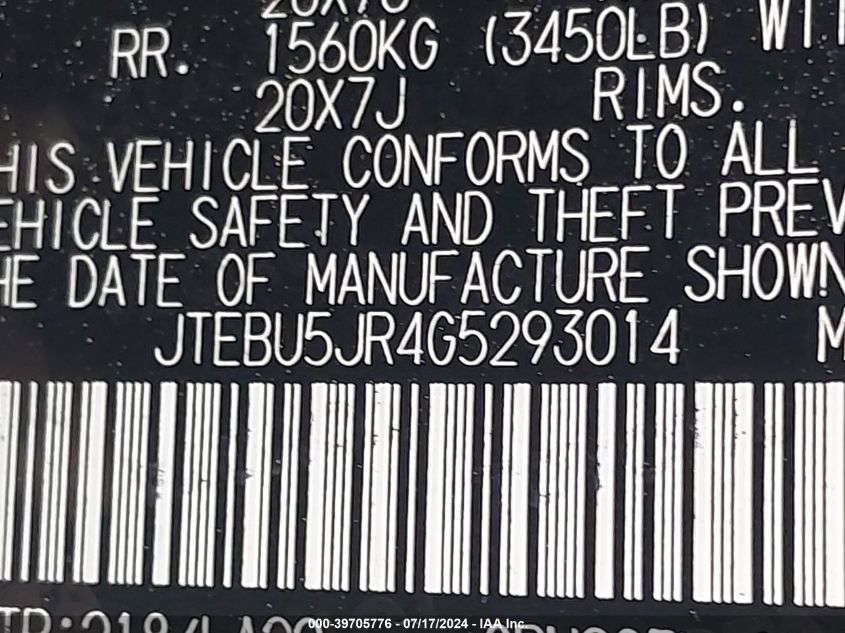 RR. 1560KG (3450LB)
20X7J RIMS.
HIS VEHICLE CONFORMS TO ALL
EHICLE SAFETY AND THEFT PREV
HE DATE OF MANUFACTURE SHOWN
JTEBU5JR4G5293014 M
000-39705776 - 07/17/2024 - IAA Inc.